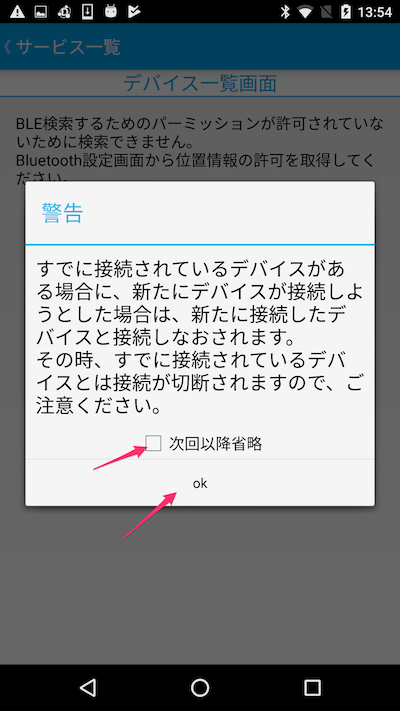 13:54
《 サービス一覧
デバイス一覧画面
BLE検索するためのパーミッションが許可されていな
いために検索できません。
Bluetooth設定画面から位置情報の許可を取得してく
ださい。
警告
すでに接続されているデバイスがあ
る場合に、新たにデバイスが接続しよ
うとした場合は、新たに接続したデ
バイスと接続しなおされます。
その時、すでに接続されているデバ
イスとは接続が切断されますので、ご
注意ください。
次回以降省略
ok